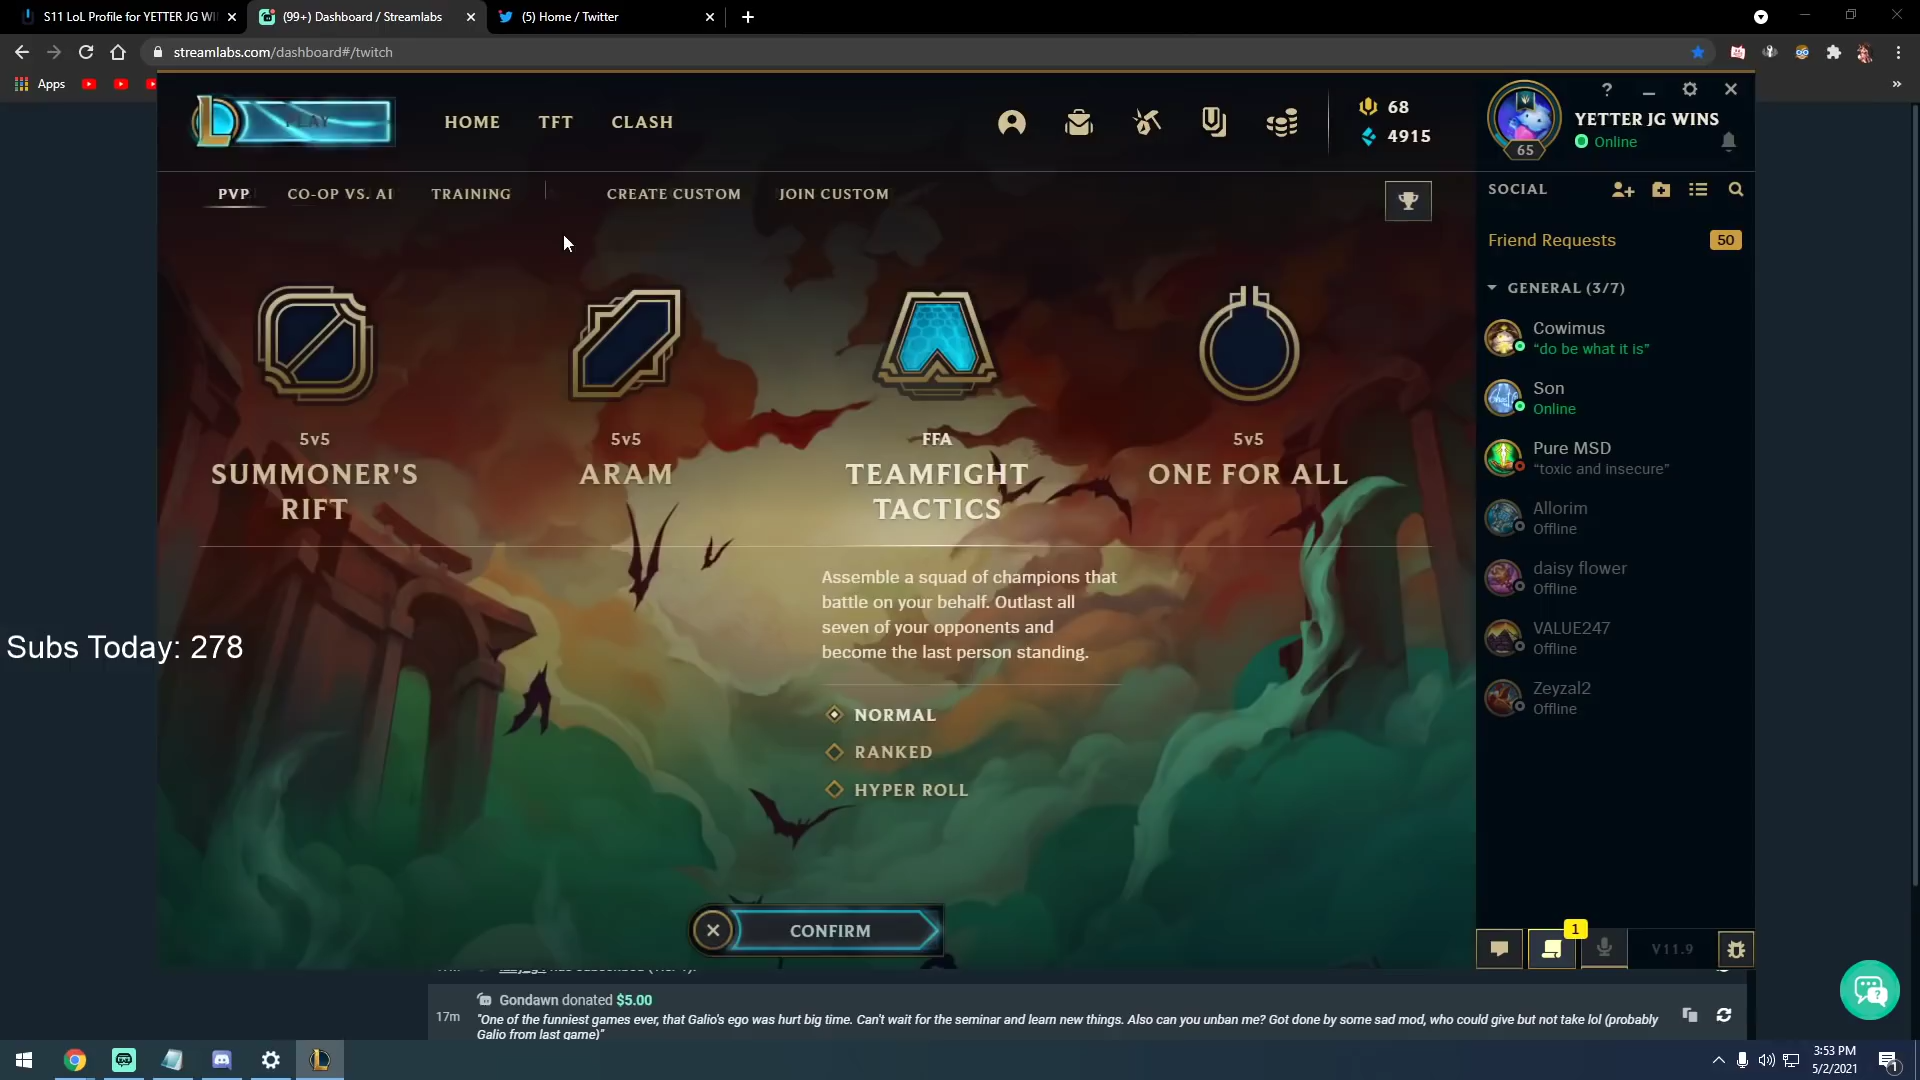 S11 LoL Profile for YETTER JG WI
(99+) Dashboard / Streamlabs
(5) Home / Twitter
streamlabs.com/dashboard#/twitch
Apps
PLAY
HOME
TFT
CLASH
68
4915
65
YETTER JG WINS
Online
PVP
CO-OP VS. AI
TRAINING
CREATE CUSTOM
JOIN CUSTOM
SOCIAL
Friend Requests
50
GENERAL (3/7)
Cowimus
“do be what it is”
Son
Online
Pure MSD
“toxic and insecure”
Allorim
Offline
daisy flower
Offline
VALUE247
Offline
Zeyzal2
Offline
5v5
SUMMONER'S
RIFT
5v5
ARAM
FFA
TEAMFIGHT
TACTICS
5v5
ONE FOR ALL
Assemble a squad of champions that
battle on your behalf. Outlast all
seven of your opponents and
become the last person standing.
Subs Today: 278
NORMAL
RANKED
HYPER ROLL
CONFIRM
1
V11.9
Gondawn donated $5.00
17m
"One of the funniest games ever, that Galio's ego was hurt big time. Can't wait for the seminar and learn new things. Also can you unban me? Got done by some sad mod, who could give but not take lol (probably
Galio from last game)"
3:53 PM
5/2/2021
1